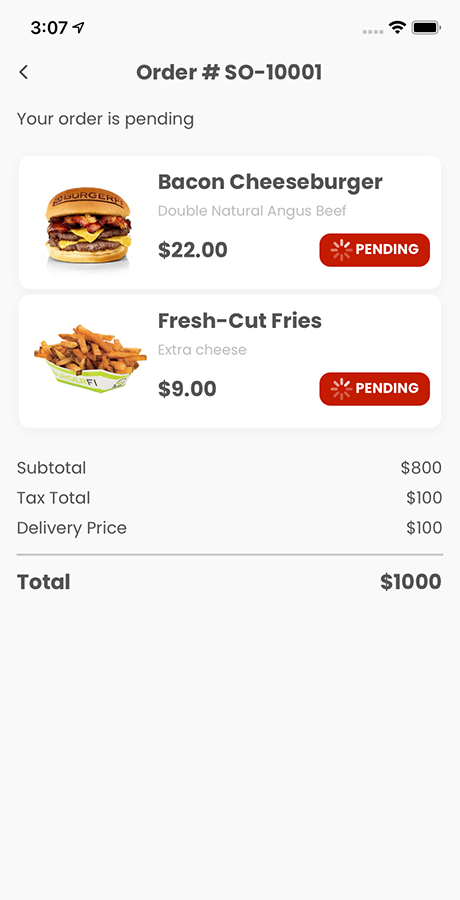 3:07
Order # SO-10001
Your order is pending
BURGERFI
Bacon Cheeseburger
Double Natural Angus Beef
$22.00
PENDING
Fresh-Cut Fries
Extra cheese
$9.00
PENDING
Subtotal $800
Tax Total $100
Delivery Price $100
Total $1000